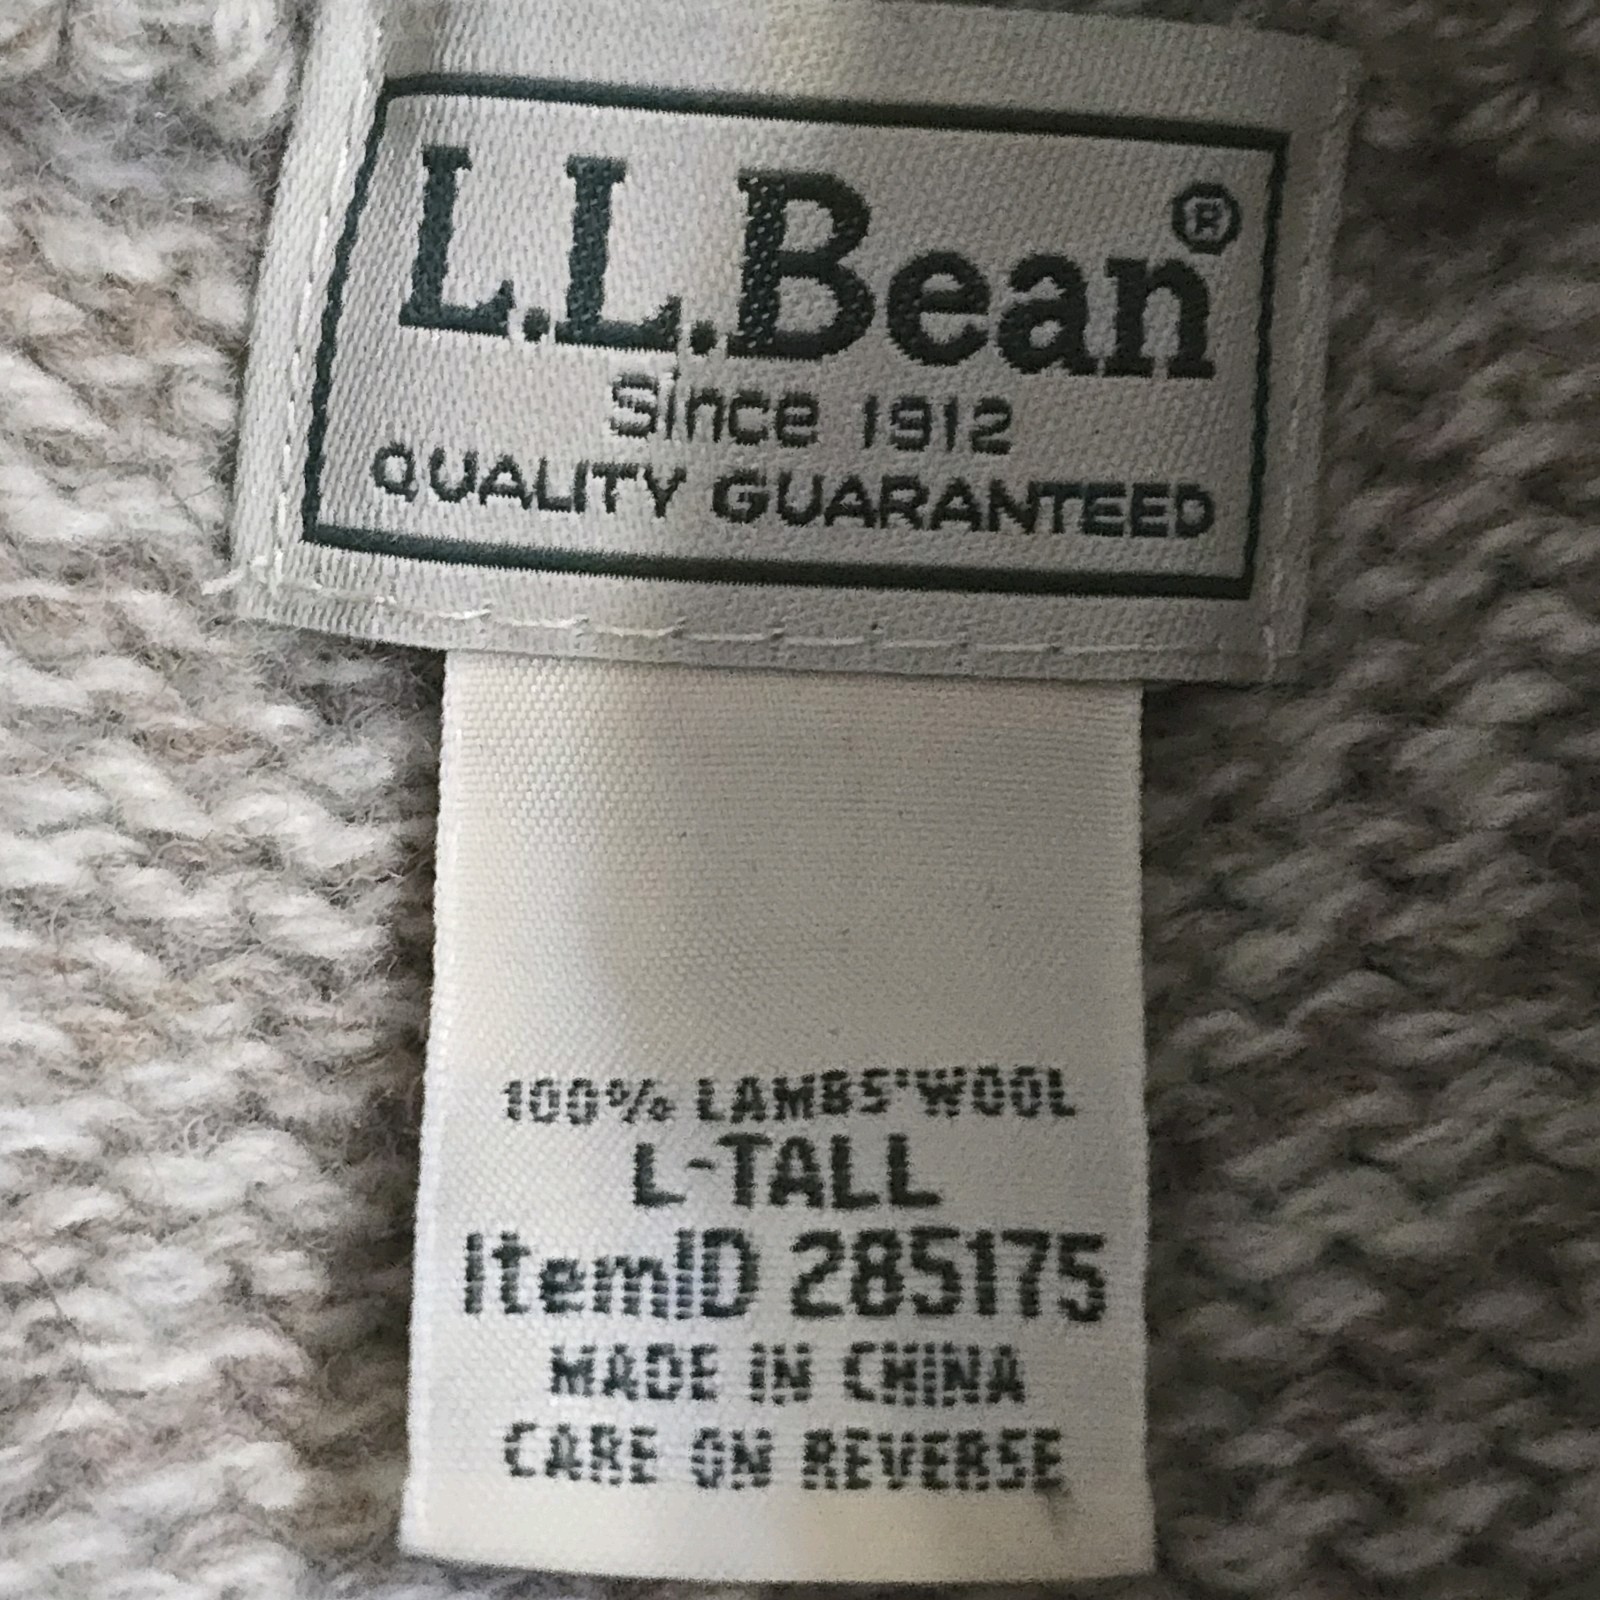 L.L.Bean®
Since 1912
QUALITY GUARANTEED
100% LAMBS'WOOL
L-TALL
ItemID 285175
MADE IN CHINA
CARE ON REVERSE